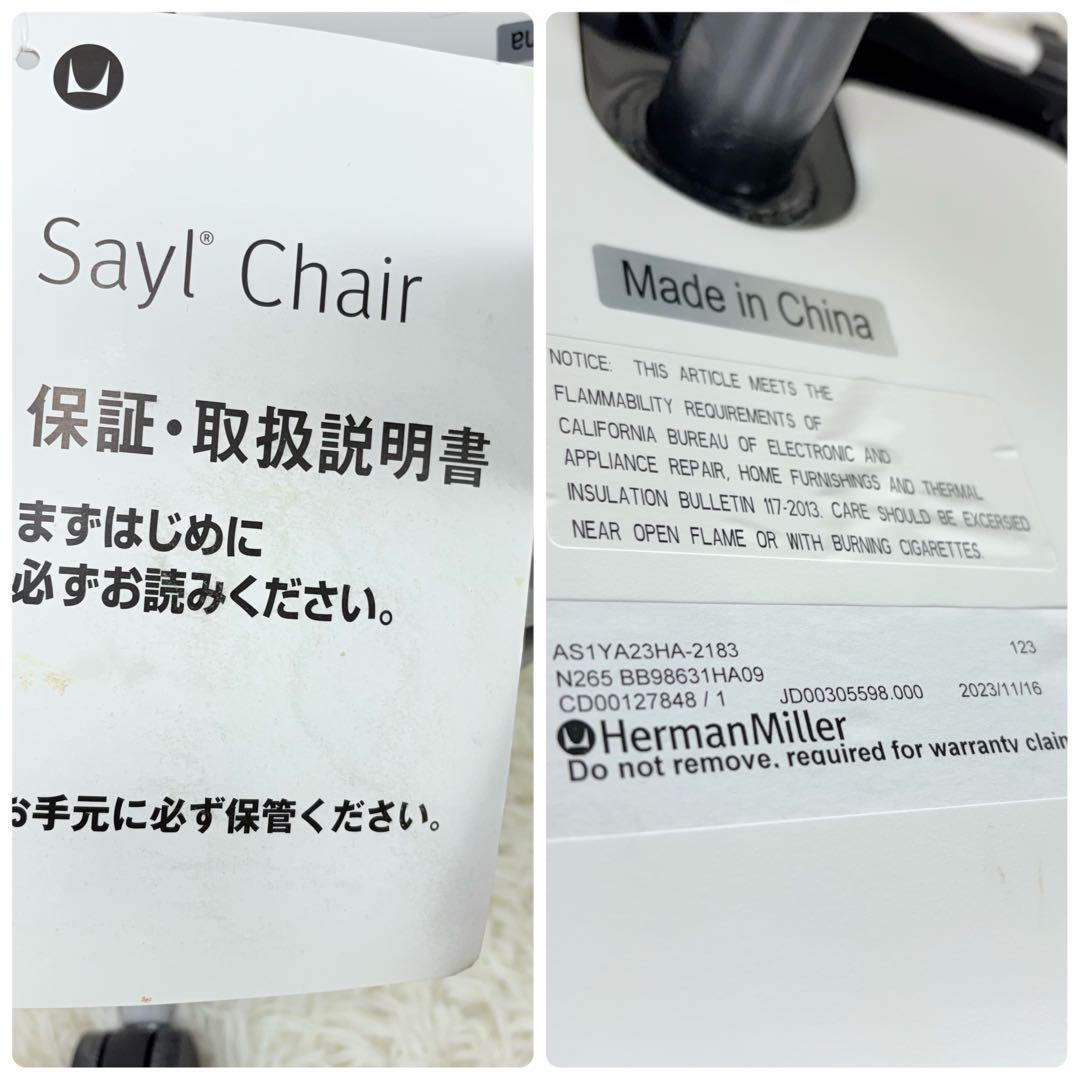 Sayl® Chair
保証・取扱説明書
まずはじめに
必ずお読みください。
お手元に必ず保管ください。
Made in China
NOTICE: THIS ARTICLE MEETS THE
FLAMMABILITY REQUIREMENTS OF
CALIFORNIA BUREAU OF ELECTRONIC AND
APPLIANCE REPAIR, HOME FURNISHINGS AND THERMAL
INSULATION BULLETIN 117-2013. CARE SHOULD BE EXCERSIED
NEAR OPEN FLAME OR WITH BURNING CIGARETTES.
AS1YA23HA-2183 123
N265 BB98631HA09
CD00127848 / 1 JD00305598.000 2023/11/16
HermanMiller
Do not remove, required for warranty claim